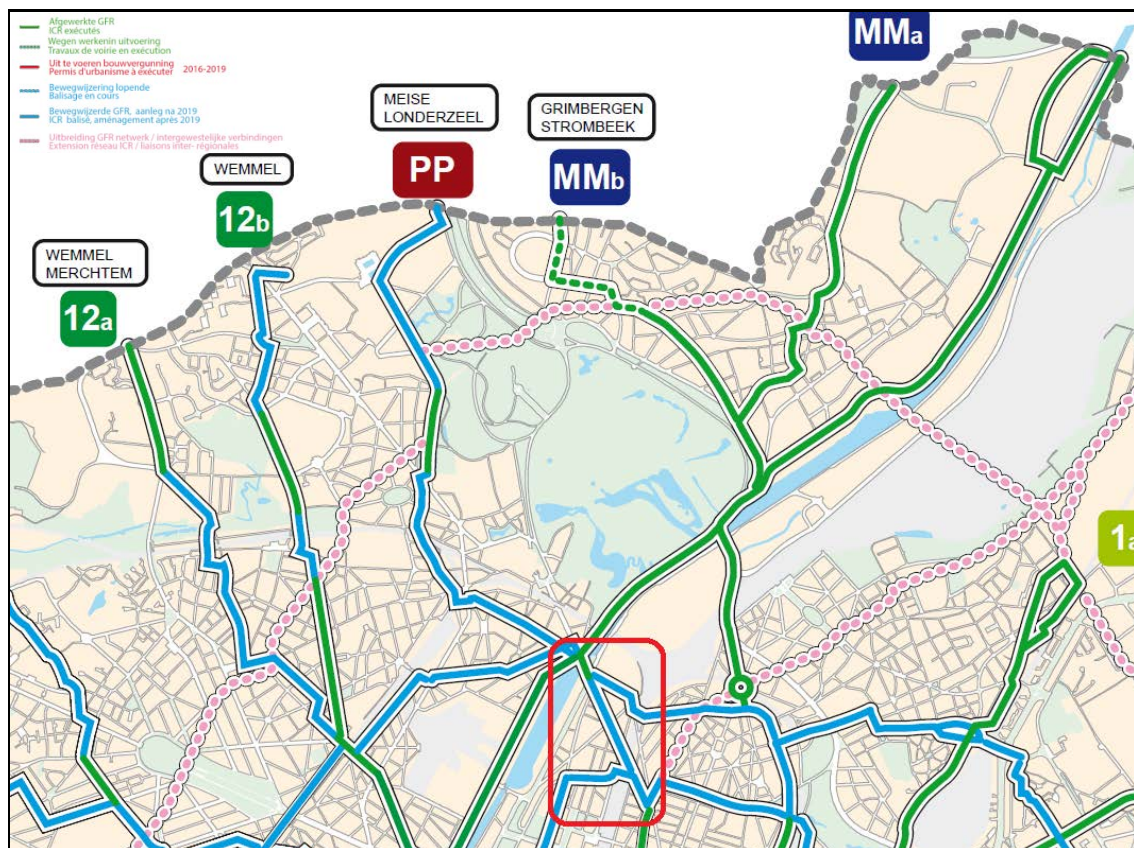 Afgewerkte GFR
ICR exécutés
Wegen werkenin uitvoering
Travaux de voirie en exécution
Uit te voeren bouwvergunning
Permis d'urbanisme à exécuter 2016-2019
Bewegwijzering lopende
Balisage en cours
Bewegwijzerde GFR, aanleg na 2019
ICR balisé, aménagement après 2019
Uitbreiding GFR netwerk / intergewestelijke verbindingen
Extension réseau ICR / liaisons inter- régionales
MMa
MEISE
LONDERZEEL
PP
GRIMBERGEN
STROMBEEK
MMb
WEMMEL
12b
WEMMEL
MERCHTEM
12a
1a